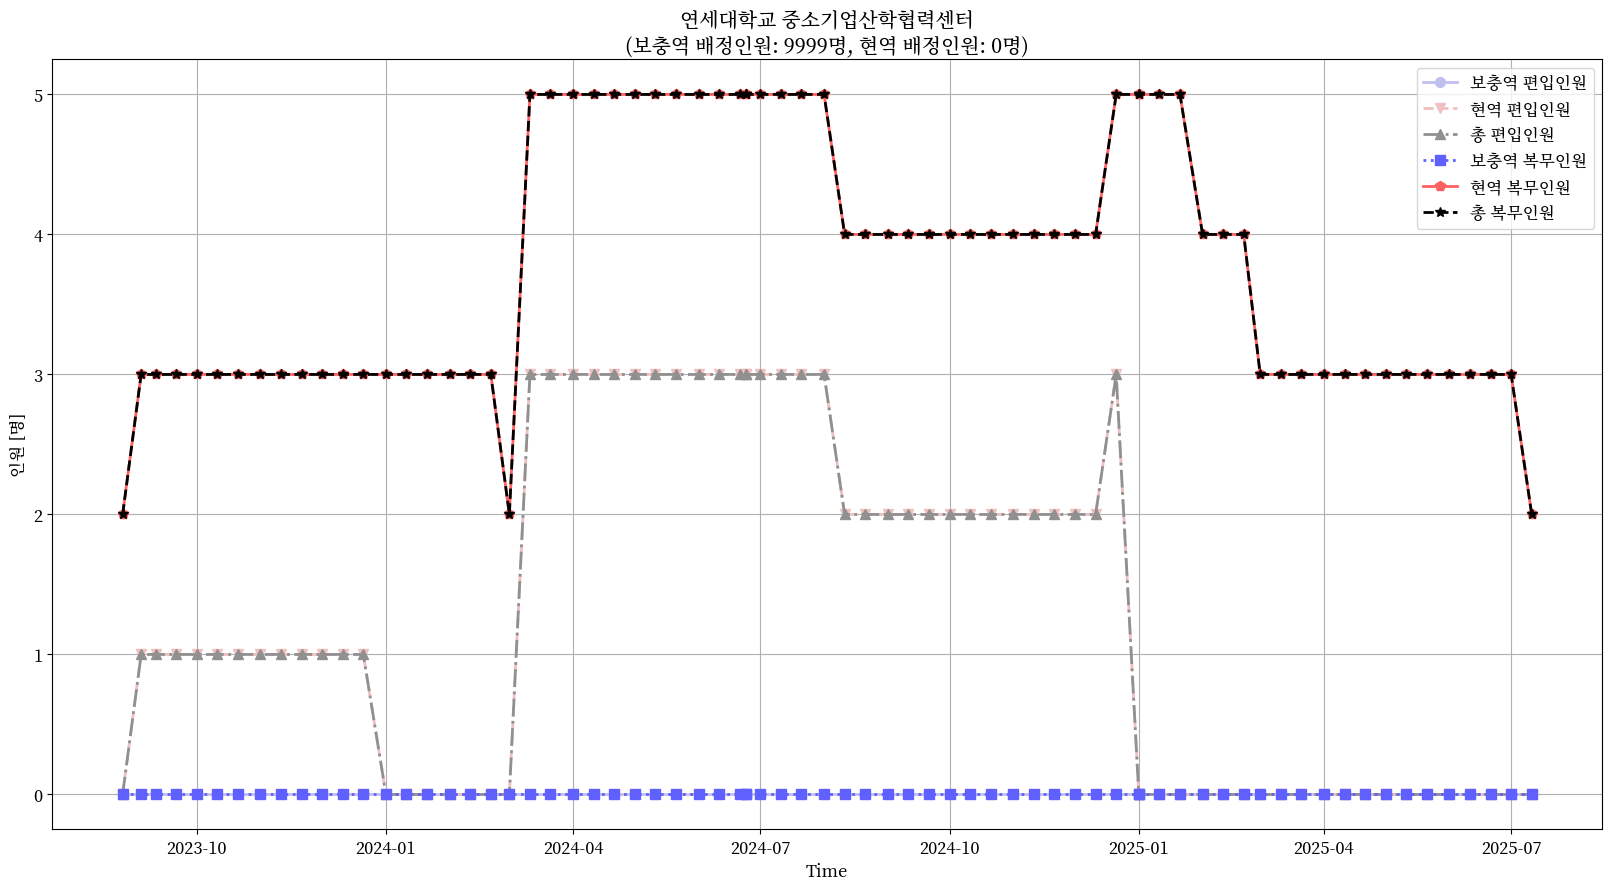 연세대학교 중소기업산학협력센터
(보충역 배정인원: 9999명, 현역 배정인원: 0명)
보충역 편입인원
현역 편입인원
총 편입인원
보충역 복무인원
현역 복무인원
총 복무인원
인원 [명]
5
4
3
2
1
0
2023-10
2024-01
2024-04
2024-07
2024-10
2025-01
2025-04
2025-07
Time